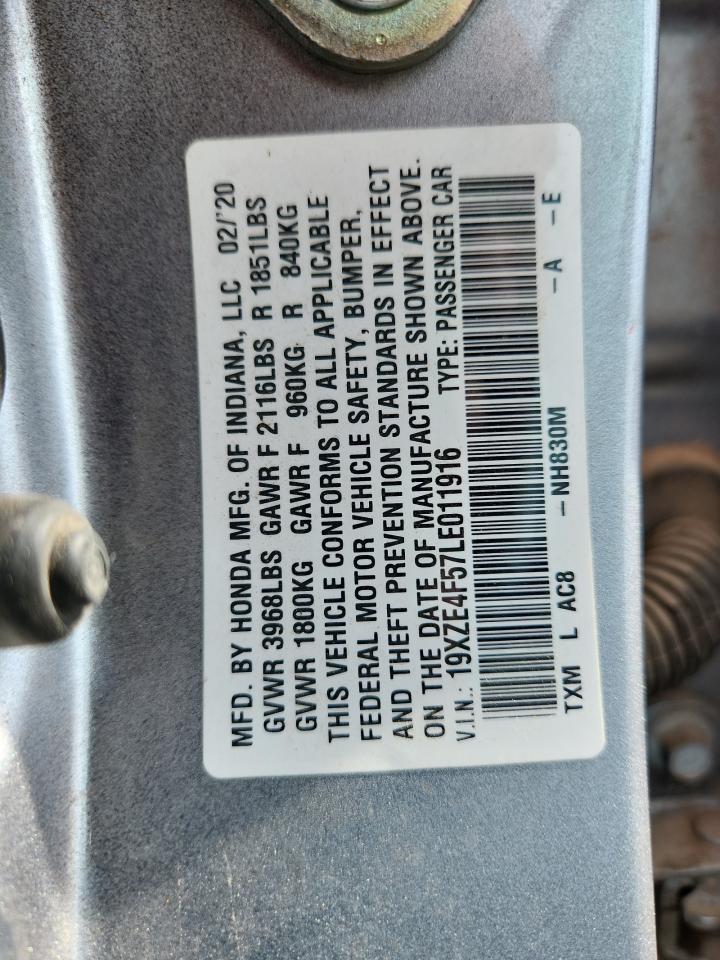 MFD. BY HONDA MFG. OF INDIANA, LLC 02/'20
GVWR 3968LBS GAWR F 2116LBS R 1851LBS
GVWR 1800KG GAWR F 960KG R 840KG
THIS VEHICLE CONFORMS TO ALL APPLICABLE
FEDERAL MOTOR VEHICLE SAFETY, BUMPER,
AND THEFT PREVENTION STANDARDS IN EFFECT
ON THE DATE OF MANUFACTURE SHOWN ABOVE.
V.I.N.: 19XZE4F57LE011916 TYPE: PASSENGER CAR
TXM L AC8 – NH830M – A – E